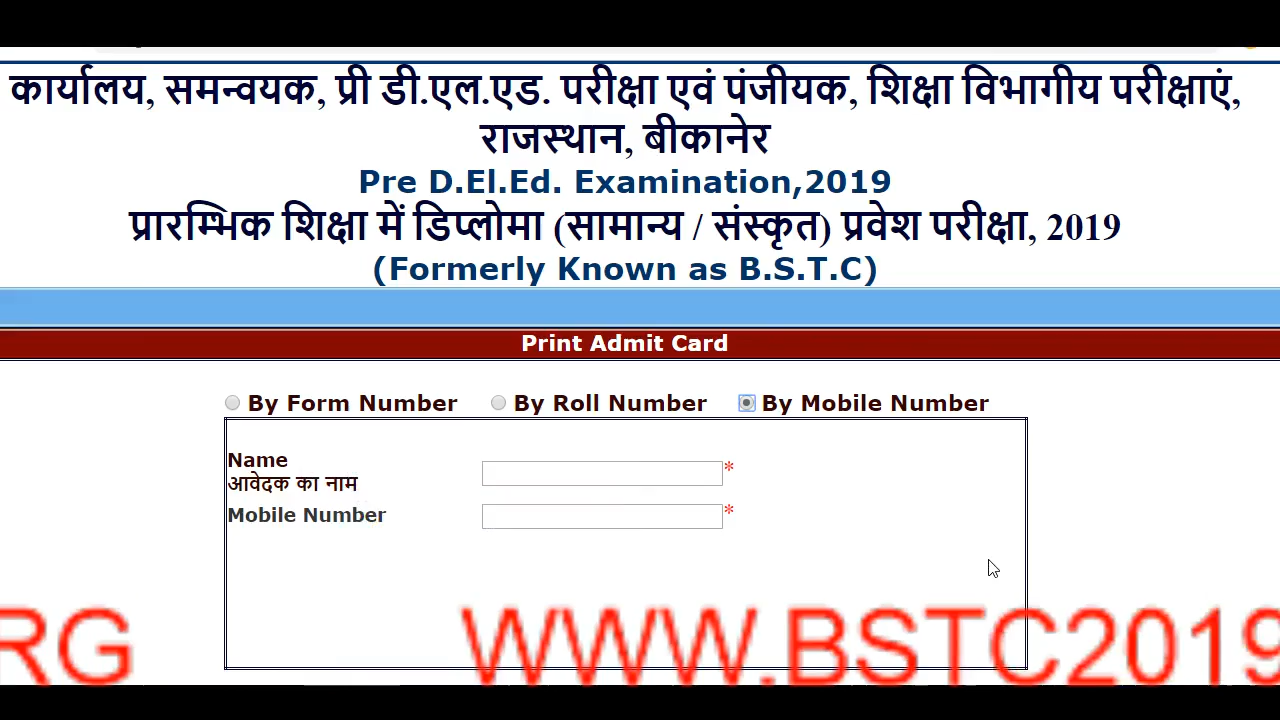 कार्यालय, समन्वयक, प्री डी.एल.एड. परीक्षा एवं पंजीयक, शिक्षा विभागीय परीक्षाएं,
राजस्थान, बीकानेर
Pre D.El.Ed. Examination,2019
प्रारम्भिक शिक्षा में डिप्लोमा (सामान्य / संस्कृत) प्रवेश परीक्षा, 2019
(Formerly Known as B.S.T.C)
Print Admit Card
By Form Number By Roll Number By Mobile Number
Name *
आवेदक का नाम
Mobile Number *
RG WWW.BSTC2019